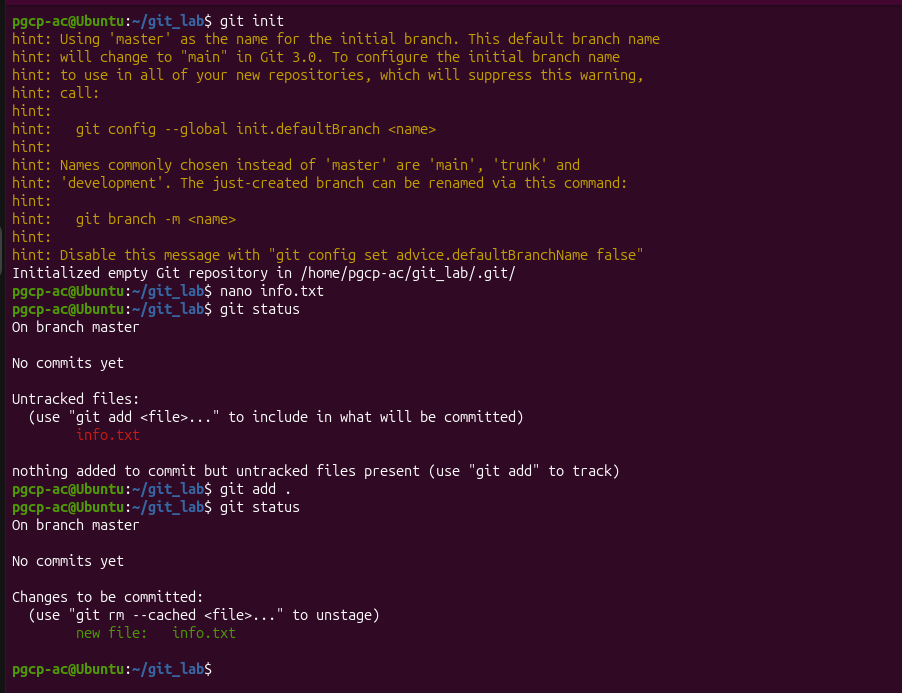 pgcp-ac@Ubuntu:~/git_lab$ git init
hint: Using 'master' as the name for the initial branch. This default branch name
hint: will change to "main" in Git 3.0. To configure the initial branch name
hint: to use in all of your new repositories, which will suppress this warning,
hint: call:
hint:
hint:   git config --global init.defaultBranch <name>
hint:
hint: Names commonly chosen instead of 'master' are 'main', 'trunk' and
hint: 'development'. The just-created branch can be renamed via this command:
hint:
hint:   git branch -m <name>
hint:
hint: Disable this message with "git config set advice.defaultBranchName false"
Initialized empty Git repository in /home/pgcp-ac/git_lab/.git/
pgcp-ac@Ubuntu:~/git_lab$ nano info.txt
pgcp-ac@Ubuntu:~/git_lab$ git status
On branch master

No commits yet

Untracked files:
  (use "git add <file>..." to include in what will be committed)
        info.txt

nothing added to commit but untracked files present (use "git add" to track)
pgcp-ac@Ubuntu:~/git_lab$ git add .
pgcp-ac@Ubuntu:~/git_lab$ git status
On branch master

No commits yet

Changes to be committed:
  (use "git rm --cached <file>..." to unstage)
        new file:   info.txt

pgcp-ac@Ubuntu:~/git_lab$